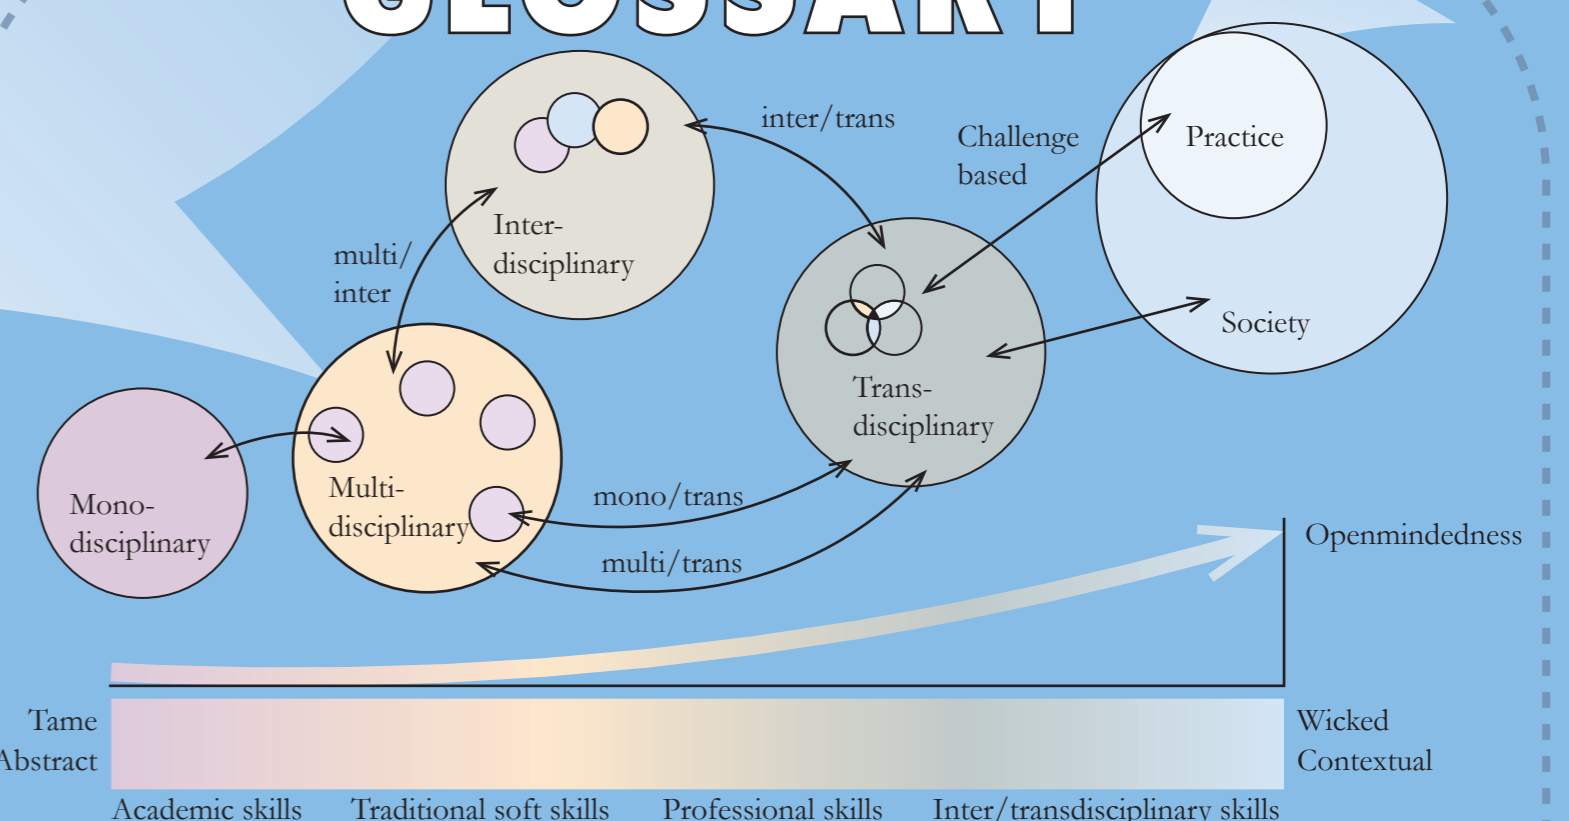 GLOSSARY
inter/trans
Challenge
based
Practice
Inter-
disciplinary
multi/
inter
Society
Trans-
disciplinary
Mono-
disciplinary
Multi-
disciplinary
mono/trans
multi/trans
Openmindedness
Tame
Abstract
Wicked
Contextual
Academic skills
Traditional soft skills
Professional skills
Inter/transdisciplinary skills